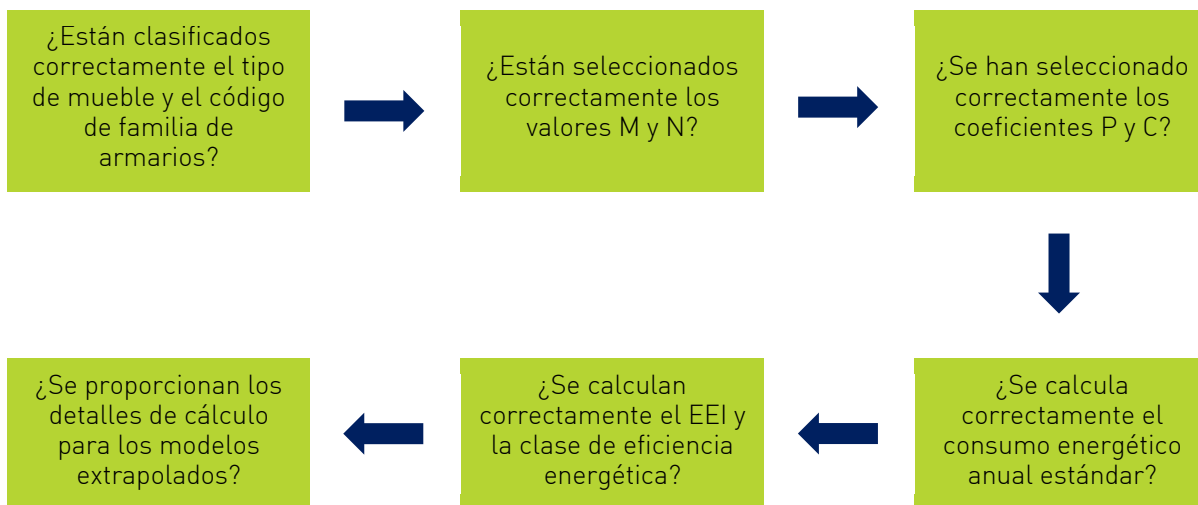 ¿Están clasificados
correctamente el tipo
de mueble y el código
de familia de
armarios?
¿Están seleccionados
correctamente los
valores M y N?
¿Se han seleccionado
correctamente los
coeficientes P y C?
¿Se calcula
correctamente el
consumo energético
anual estándar?
¿Se calculan
correctamente el EEI y
la clase de eficiencia
energética?
¿Se proporcionan los
detalles de cálculo
para los modelos
extrapolados?